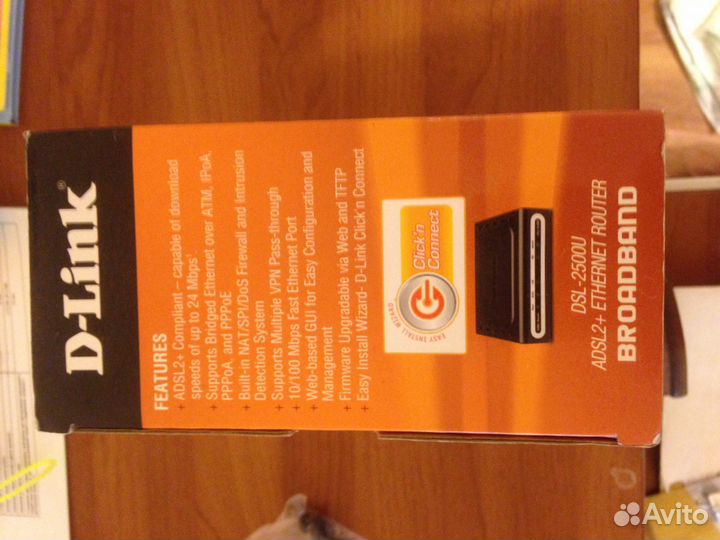 D-Link®
FEATURES
+ ADSL2+ Compliant – capable of download
speeds of up to 24 Mbps*.
+ Supports Bridged Ethernet over ATM, IPoA,
PPPoA, and PPPoE
+ Built-in NAT/SPI/DoS Firewall and Intrusion
Detection System
+ Supports Multiple VPN Pass-through
+ 10/100 Mbps Fast Ethernet Port
+ Web-based GUI for Easy Configuration and
Management
+ Firmware Upgradable via Web and TFTP
+ Easy Install Wizard- D-Link Click'n Connect
EASY INSTALL WIZARD
Click'n
Connect
DSL-2500U
ADSL2+ ETHERNET ROUTER
BROADBAND
Avito